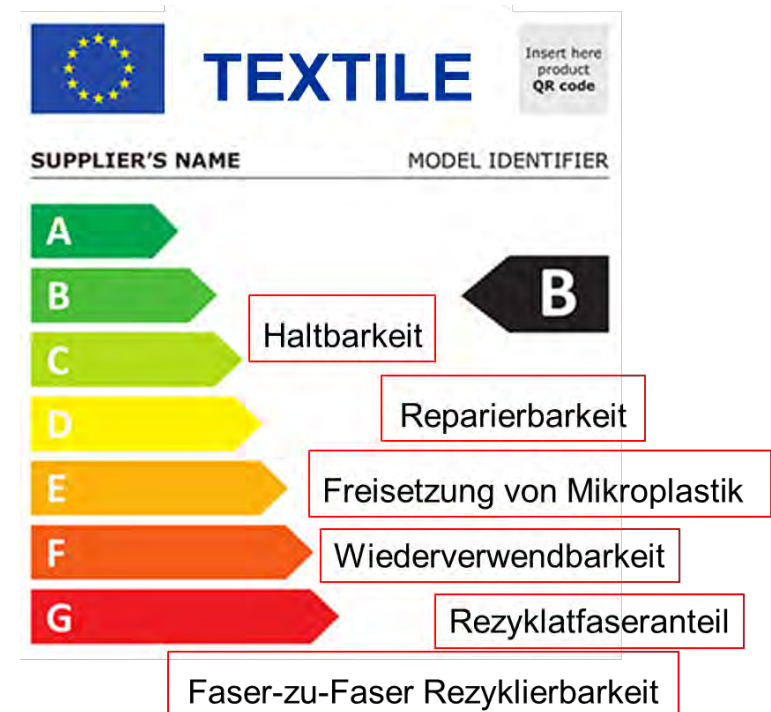 TEXTILE
Insert here
product
QR code
SUPPLIER'S NAME
MODEL IDENTIFIER
A
B
B
Haltbarkeit
C
Reparierbarkeit
D
Freisetzung von Mikroplastik
E
Wiederverwendbarkeit
F
Rezyklatfaseranteil
G
Faser-zu-Faser Rezyklierbarkeit